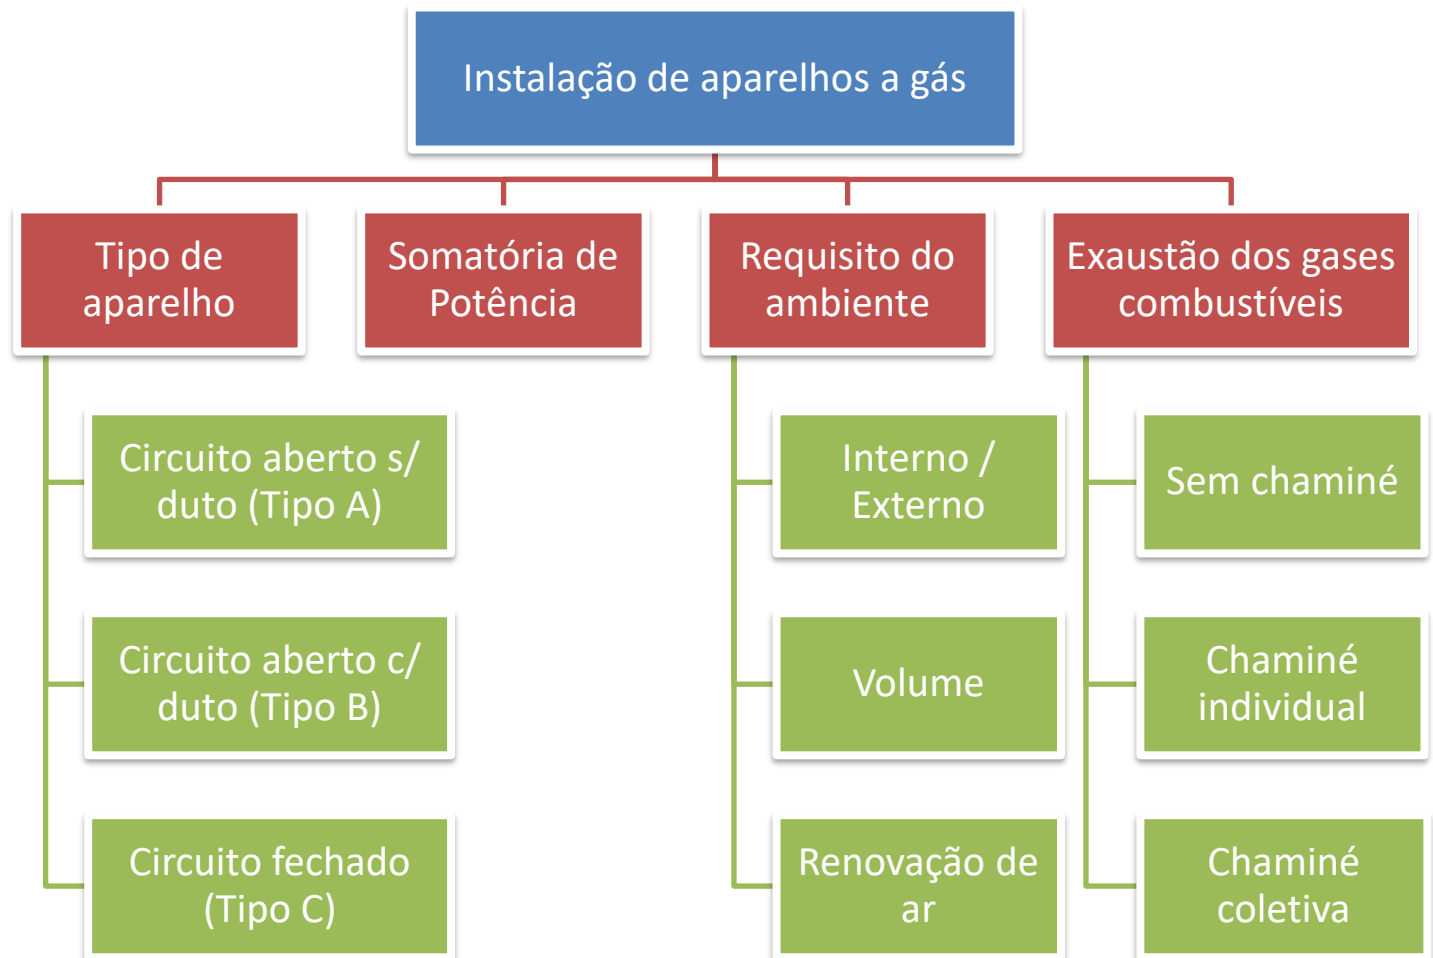 Instalação de aparelhos a gás
Tipo de
aparelho
Somatória de
Potência
Requisito do
ambiente
Exaustão dos gases
combustíveis
Circuito aberto s/
duto (Tipo A)
Circuito aberto c/
duto (Tipo B)
Circuito fechado
(Tipo C)
Interno /
Externo
Volume
Renovação de
ar
Sem chaminé
Chaminé
individual
Chaminé
coletiva